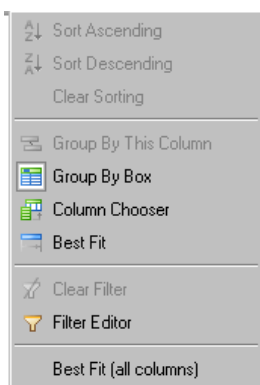 Sort Ascending
Sort Descending
Clear Sorting
Group By This Column
Group By Box
Column Chooser
Best Fit
Clear Filter
Filter Editor
Best Fit (all columns)